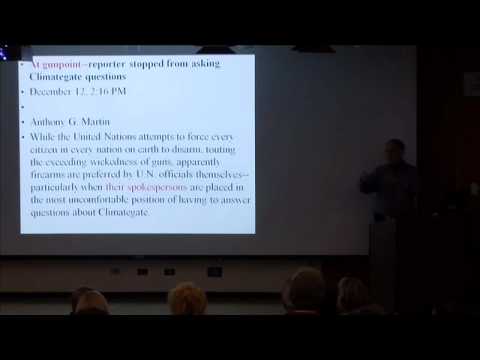 At gunpoint--reporter stopped from asking
Climategate questions
December 12, 2:16 PM
Anthony G. Martin
While the United Nations attempts to force every
citizen in every nation on earth to disarm, touting
the exceeding wickedness of guns, apparently
firearms are preferred by U.N. officials themselves--
particularly when their spokespersons are placed in
the most uncomfortable position of having to answer
questions about Climategate.